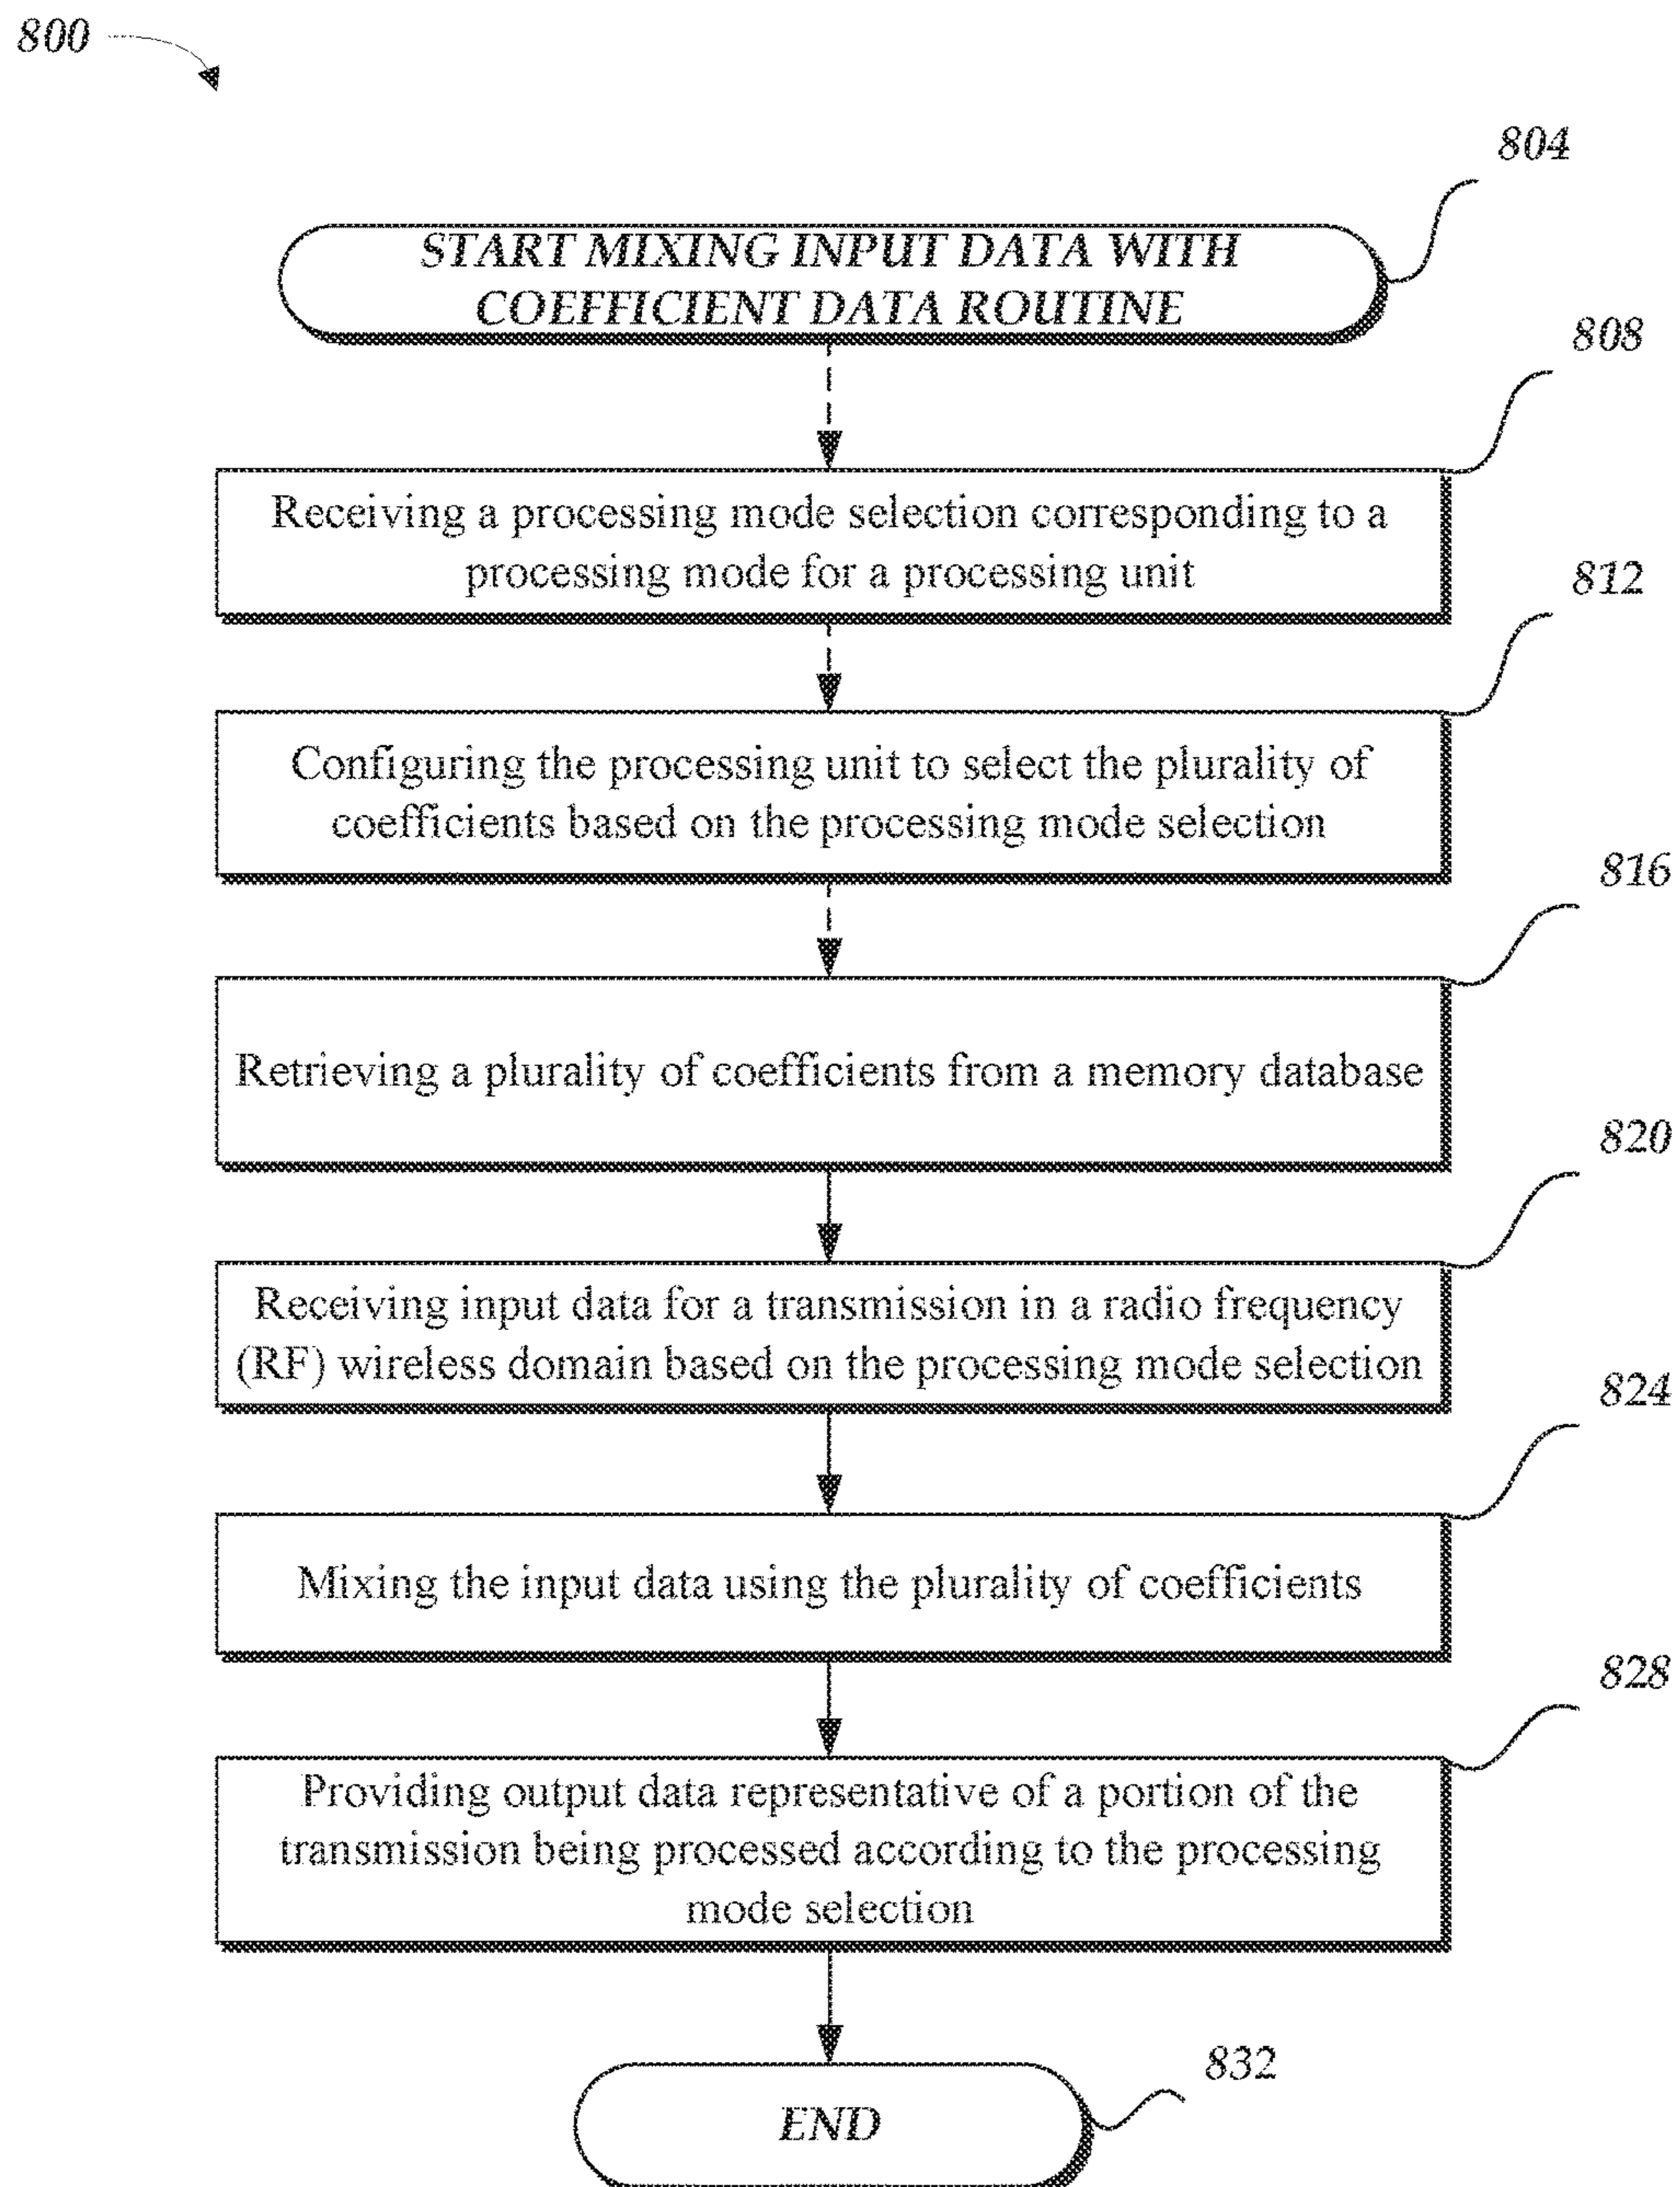 800
804
START MIXING INPUT DATA WITH
COEFFICIENT DATA ROUTINE
808
Receiving a processing mode selection corresponding to a
processing mode for a processing unit
812
Configuring the processing unit to select the plurality of
coefficients based on the processing mode selection
816
Retrieving a plurality of coefficients from a memory database
820
Receiving input data for a transmission in a radio frequency
(RF) wireless domain based on the processing mode selection
824
Mixing the input data using the plurality of coefficients
828
Providing output data representative of a portion of the
transmission being processed according to the processing
mode selection
832
END